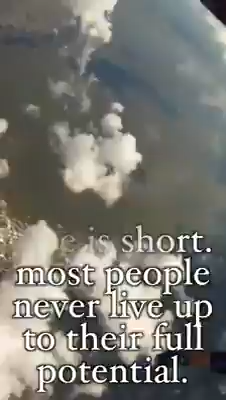 is short.
most people
never live up
to their full
potential.